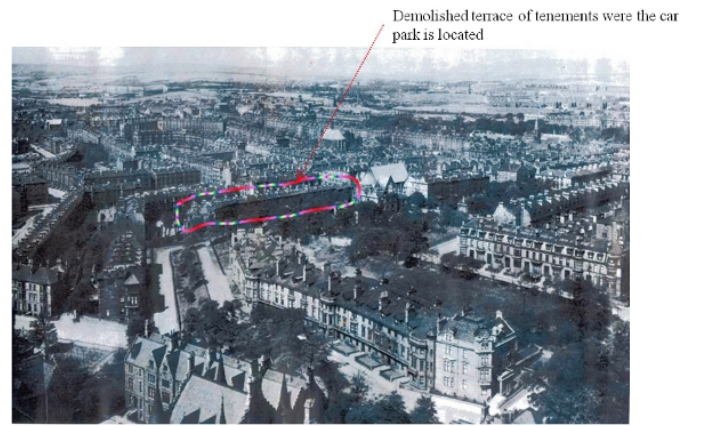 Demolished terrace of tenements were the car
park is located